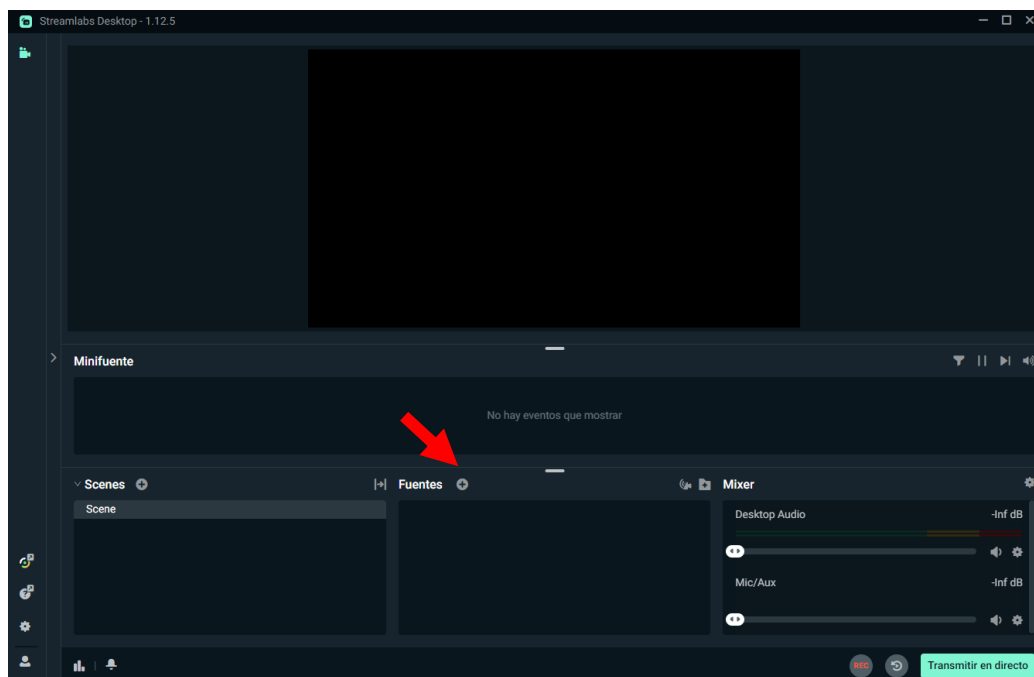 Streamlabs Desktop - 1.12.5
Minifuente
No hay eventos que mostrar
Scenes
Fuentes
Mixer
Scene
Desktop Audio
-Inf dB
Mic/Aux
-Inf dB
REC
Transmitir en directo